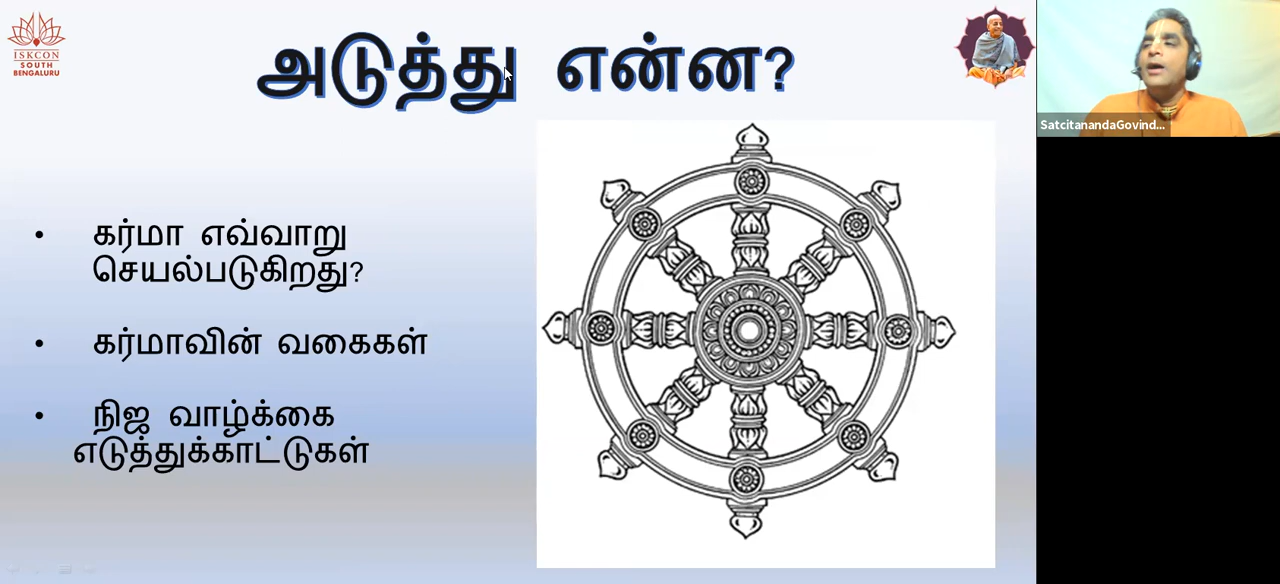 ISKCON
SOUTH
BENGALURU
அடுத்து என்ன?
SatcitanandaGovind...
• கர்மா எவ்வாறு
செயல்படுகிறது?
• கர்மாவின் வகைகள்
• நிஜ வாழ்க்கை
எடுத்துக்காட்டுகள்